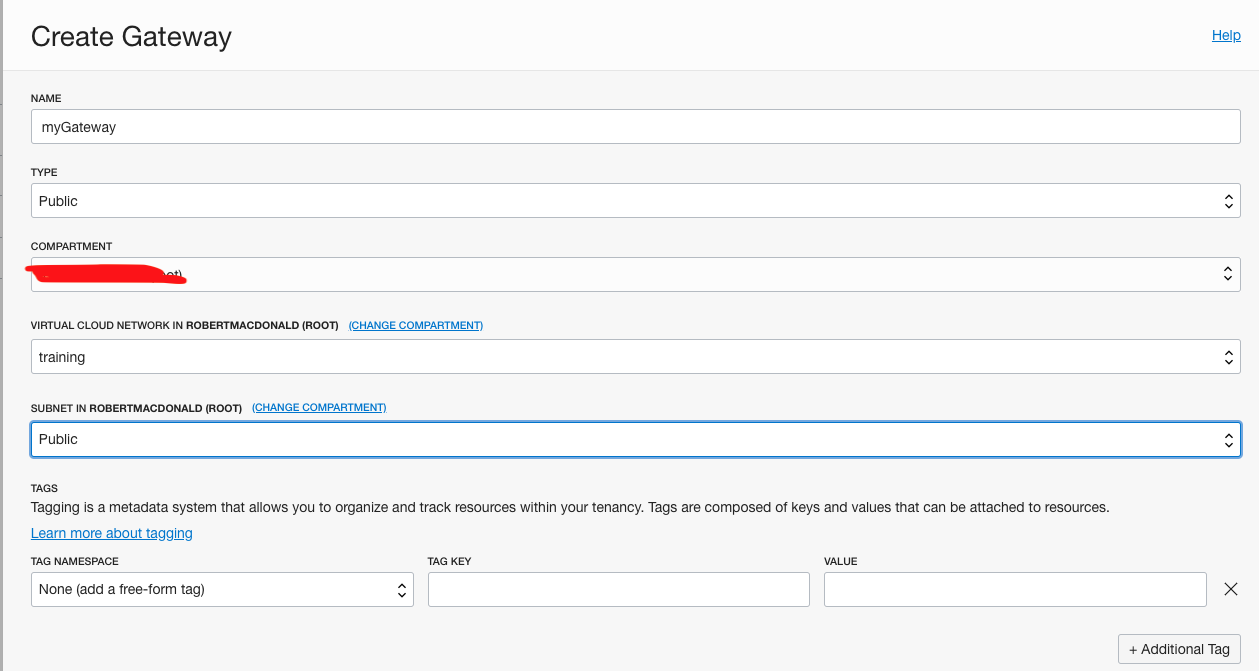 Create Gateway
Help
NAME
myGateway
TYPE
Public
COMPARTMENT
VIRTUAL CLOUD NETWORK IN ROBERTMACDONALD (ROOT) (CHANGE COMPARTMENT)
training
SUBNET IN ROBERTMACDONALD (ROOT) (CHANGE COMPARTMENT)
Public
TAGS
Tagging is a metadata system that allows you to organize and track resources within your tenancy. Tags are composed of keys and values that can be attached to resources.
Learn more about tagging
TAG NAMESPACE TAG KEY VALUE
None (add a free-form tag)
+ Additional Tag